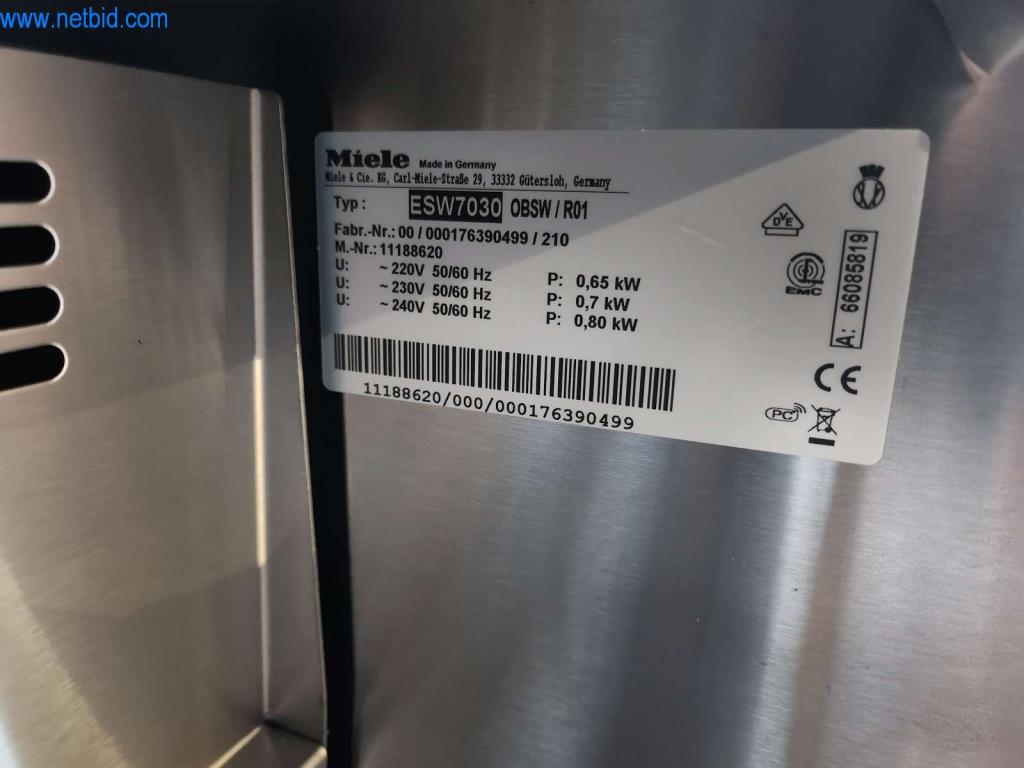 www.netbid.com
Miele Made in Germany
Miele & Cie. KG, Carl-Miele-Straße 29, 33332 Gütersloh, Germany
Typ: ESW7030 OBSW / R01
Fabr.-Nr.: 00 / 000176390499 / 210
M.-Nr.: 11188620
U: ~ 220V 50/60 Hz P: 0,65 kW
U: ~ 230V 50/60 Hz P: 0,7 kW
U: ~ 240V 50/60 Hz P: 0,80 kW
11188620/000/000176390499
DVE
EMC
A: 66085819
CE
PC